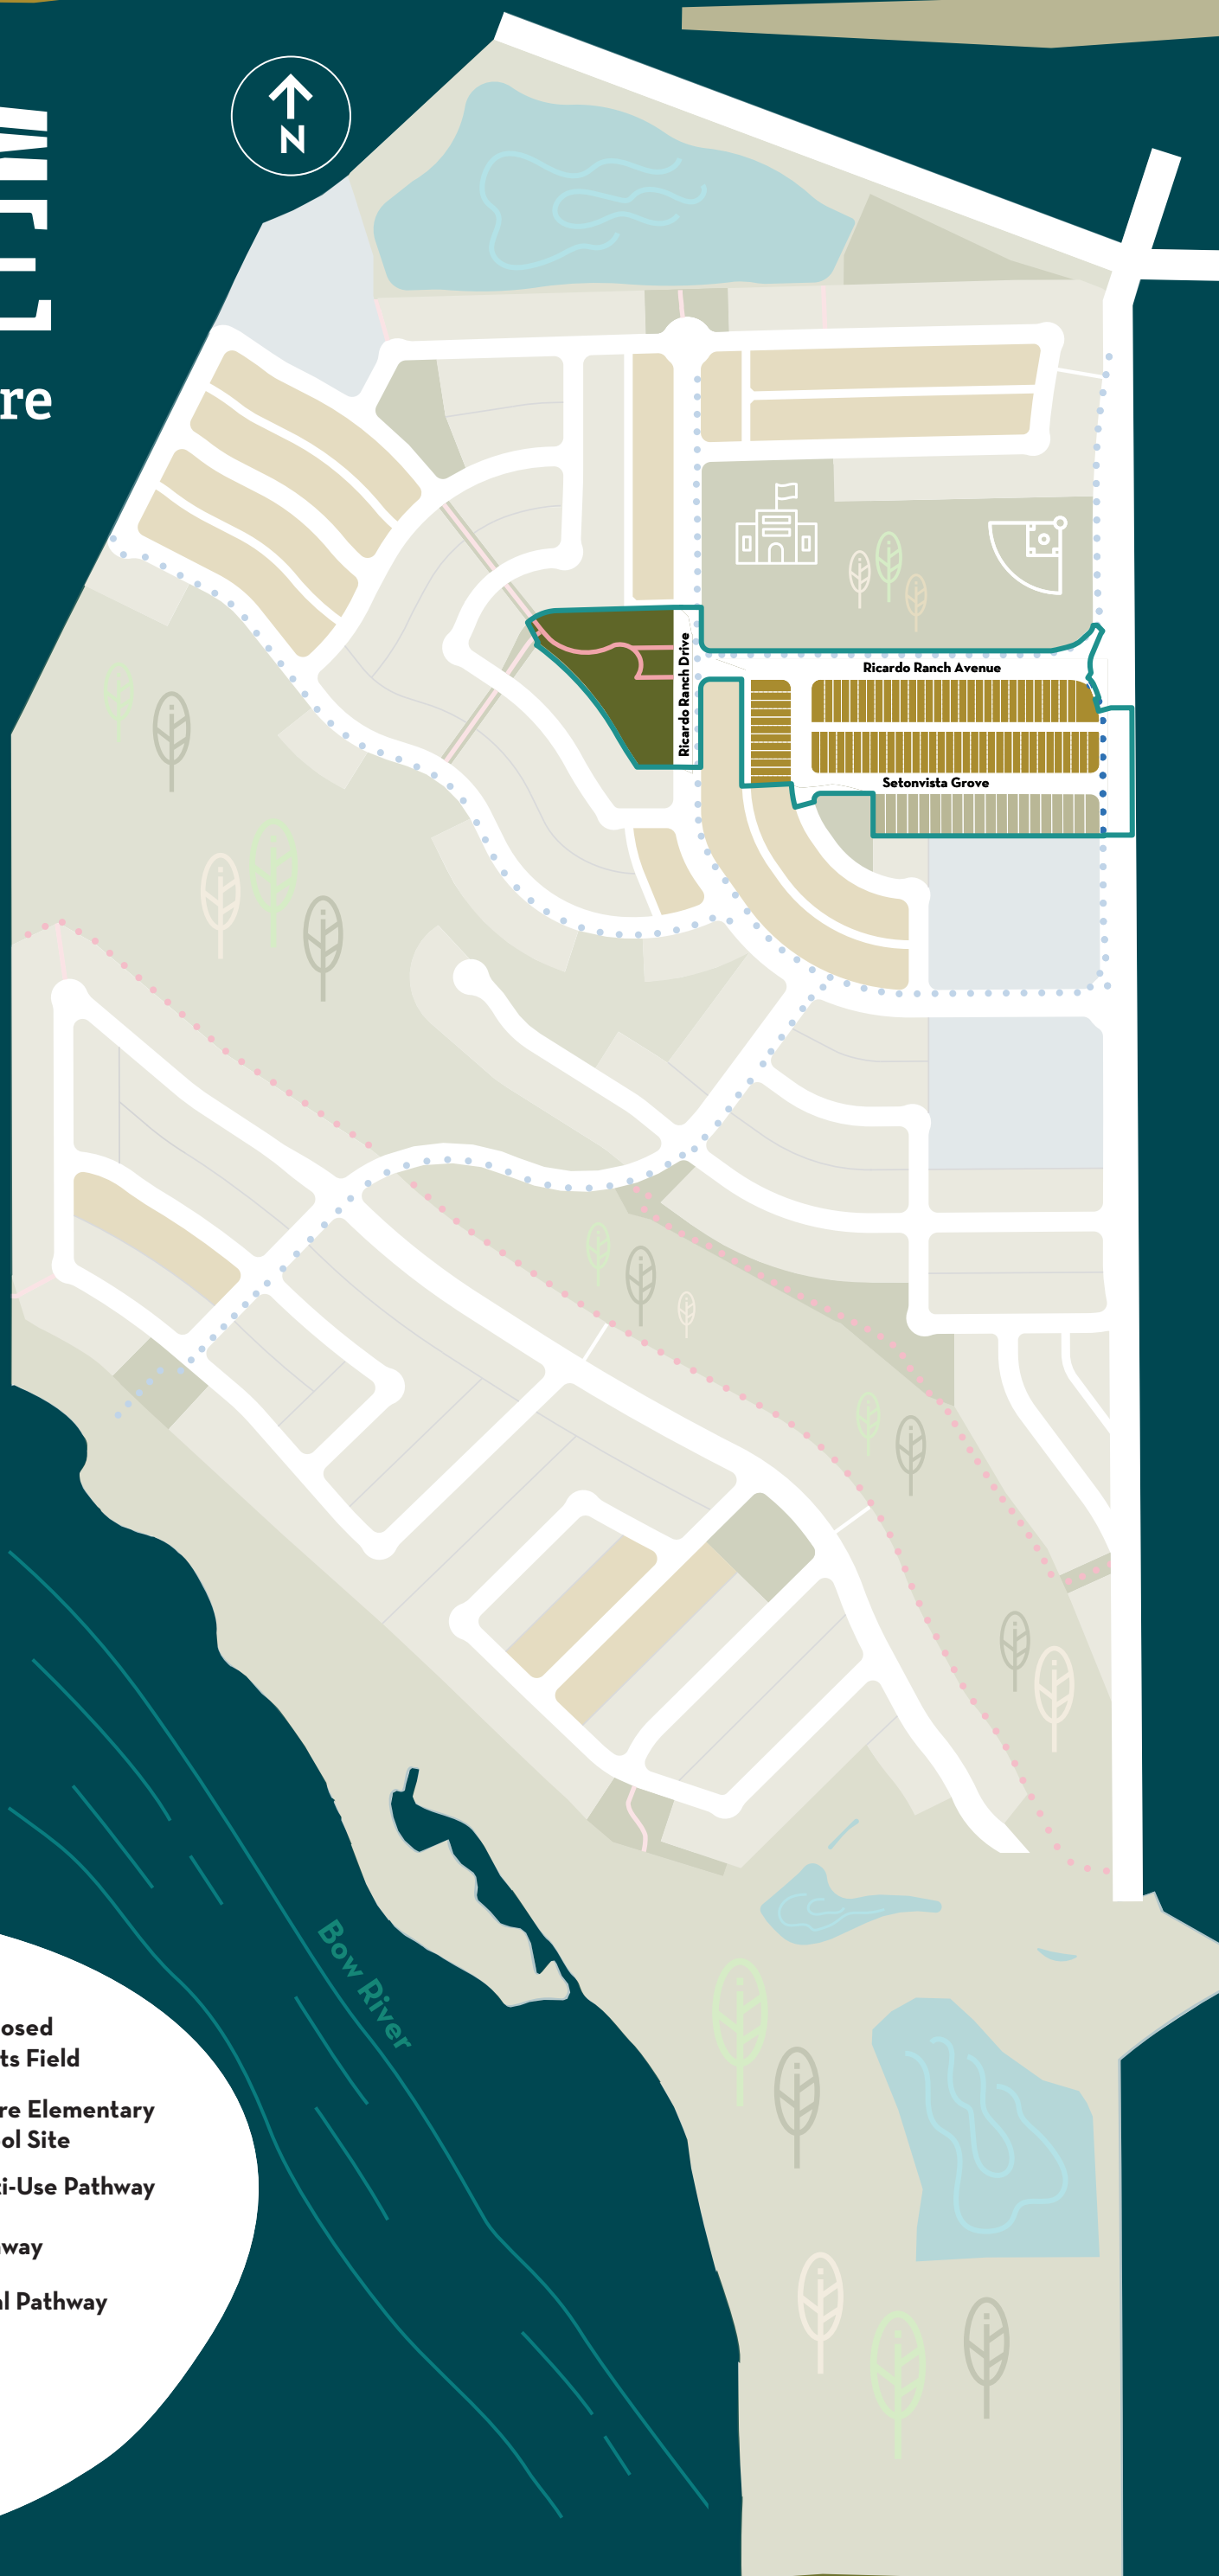 N
re
Ricardo Ranch Avenue
Ricardo Ranch Drive
Setonvista Grove
Bow River
osed
ts Field
re Elementary
ol Site
i-Use Pathway
way
l Pathway